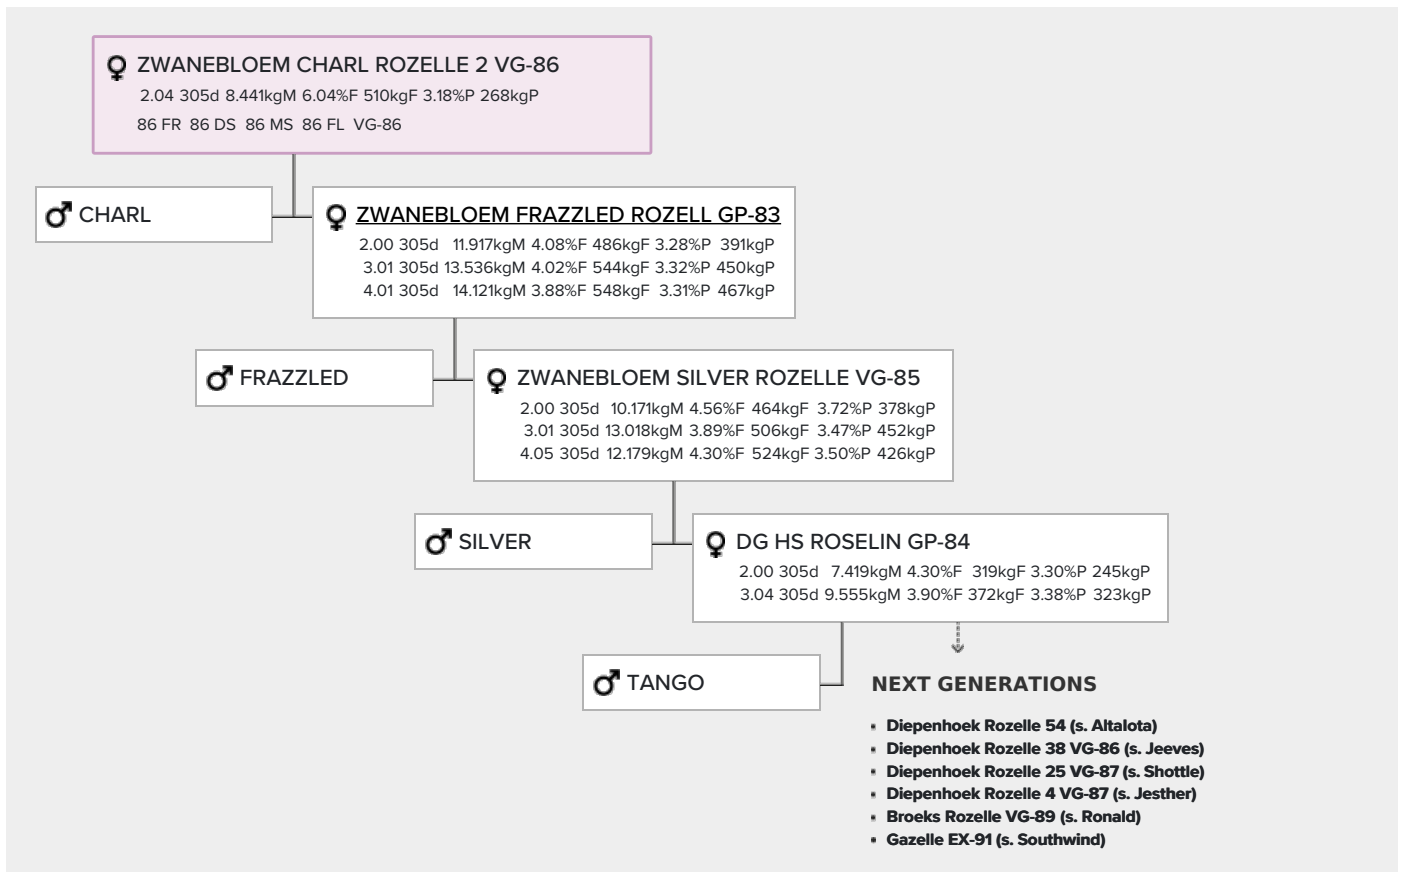 ZWANEBLOEM CHARL ROZELLE 2 VG-86
2.04 305d 8.441kgM 6.04%F 510kgF 3.18%P 268kgP
86 FR 86 DS 86 MS 86 FL VG-86
CHARL
ZWANEBLOEM FRAZZLED ROZELL GP-83
2.00 305d 11.917kgM 4.08%F 486kgF 3.28%P 391kgP
3.01 305d 13.536kgM 4.02%F 544kgF 3.32%P 450kgP
4.01 305d 14.121kgM 3.88%F 548kgF 3.31%P 467kgP
FRAZZLED
ZWANEBLOEM SILVER ROZELLE VG-85
2.00 305d 10.171kgM 4.56%F 464kgF 3.72%P 378kgP
3.01 305d 13.018kgM 3.89%F 506kgF 3.47%P 452kgP
4.05 305d 12.179kgM 4.30%F 524kgF 3.50%P 426kgP
SILVER
DG HS ROSELIN GP-84
2.00 305d 7.419kgM 4.30%F 319kgF 3.30%P 245kgP
3.04 305d 9.555kgM 3.90%F 372kgF 3.38%P 323kgP
TANGO
NEXT GENERATIONS
Diepenhoek Rozelle 54 (s. Altalota)
Diepenhoek Rozelle 38 VG-86 (s. Jeeves)
Diepenhoek Rozelle 25 VG-87 (s. Shottle)
Diepenhoek Rozelle 4 VG-87 (s. Jesther)
Broeks Rozelle VG-89 (s. Ronald)
Gazelle EX-91 (s. Southwind)